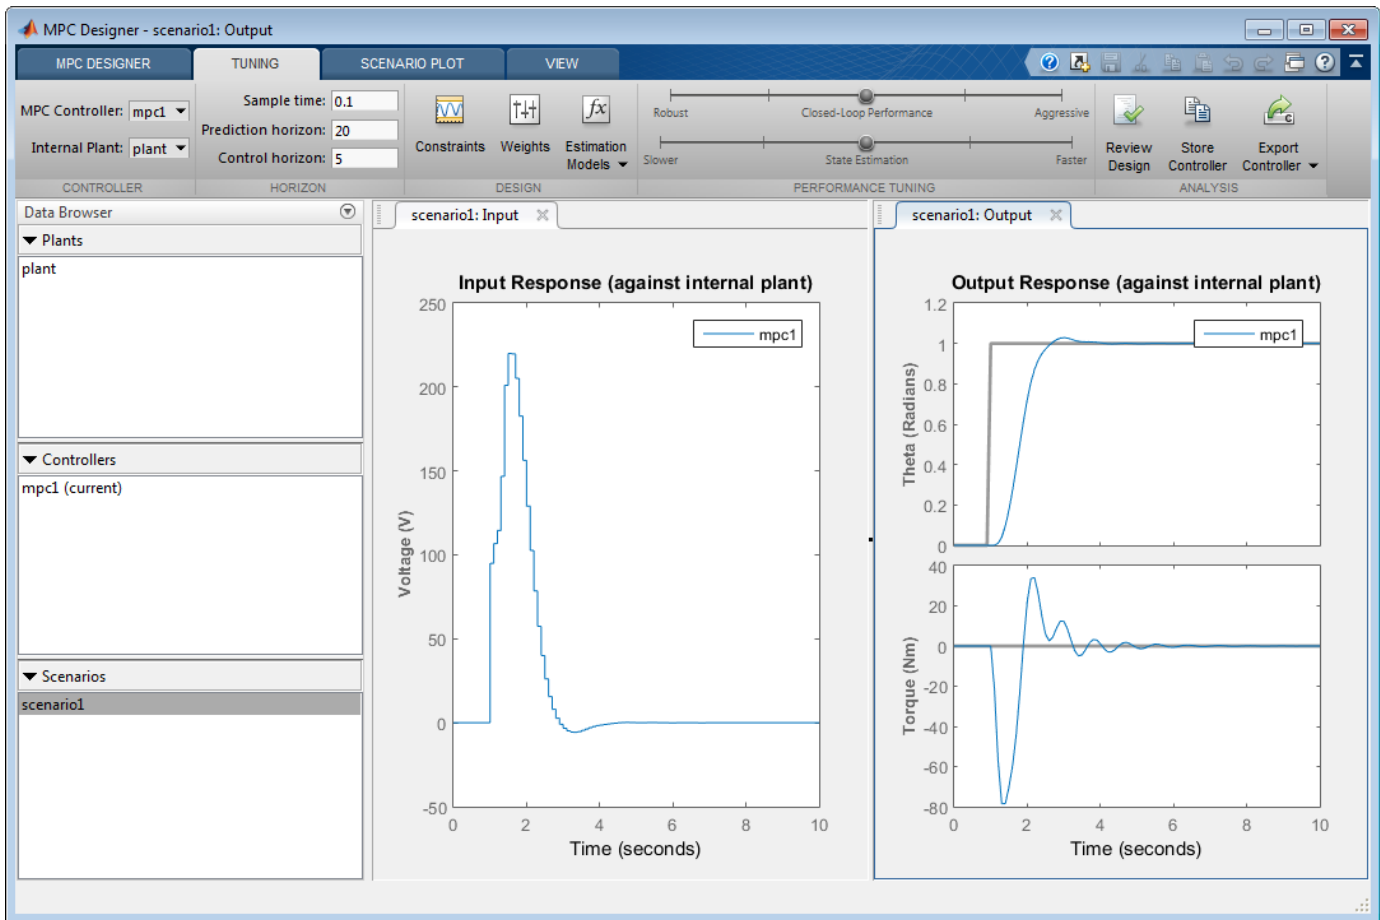 MPC Designer - scenario1: Output
MPC DESIGNER TUNING SCENARIO PLOT VIEW
MPC Controller: mpc1
Internal Plant: plant
CONTROLLER
Sample time: 0.1
Prediction horizon: 20
Control horizon: 5
HORIZON
Constraints
Weights
Estimation
Models
DESIGN
Robust Closed-Loop Performance Aggressive
Slower State Estimation Faster
PERFORMANCE TUNING
Review
Design
Store
Controller
Export
Controller
ANALYSIS
Data Browser
Plants
plant
Controllers
mpc1 (current)
Scenarios
scenario1
scenario1: Input
Input Response (against internal plant)
mpc1
Voltage (V)
250
200
150
100
50
0
-50
0 2 4 6 8 10
Time (seconds)
scenario1: Output
Output Response (against internal plant)
mpc1
Theta (Radians)
1.2
1
0.8
0.6
0.4
0.2
0
Torque (Nm)
40
20
0
-20
-40
-60
-80
0 2 4 6 8 10
Time (seconds)